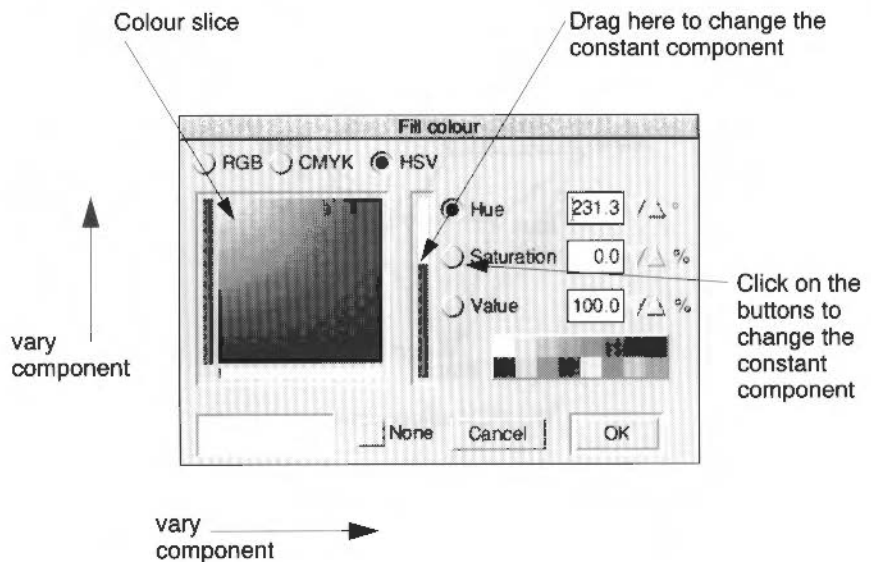 Colour slice
Drag here to change the
constant component
Fill colour
RGB CMYK HSV
Hue 231.3 °
Saturation 0.0 %
Value 100.0 %
Click on the
buttons to
change the
constant
component
vary
component
None Cancel OK
vary
component